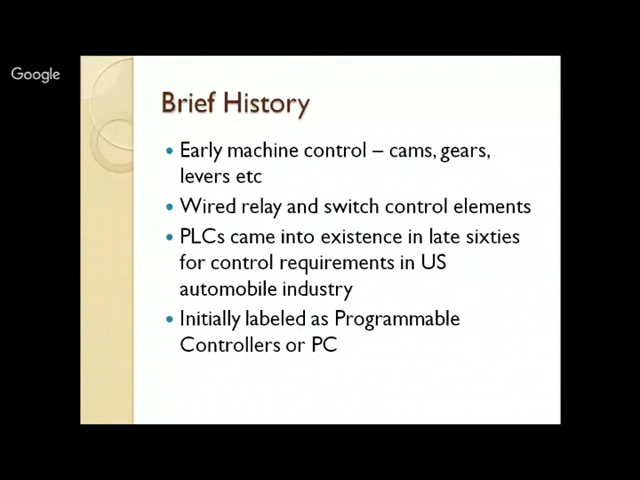 Google
Brief History
• Early machine control – cams, gears,
levers etc
• Wired relay and switch control elements
• PLCs came into existence in late sixties
for control requirements in US
automobile industry
• Initially labeled as Programmable
Controllers or PC